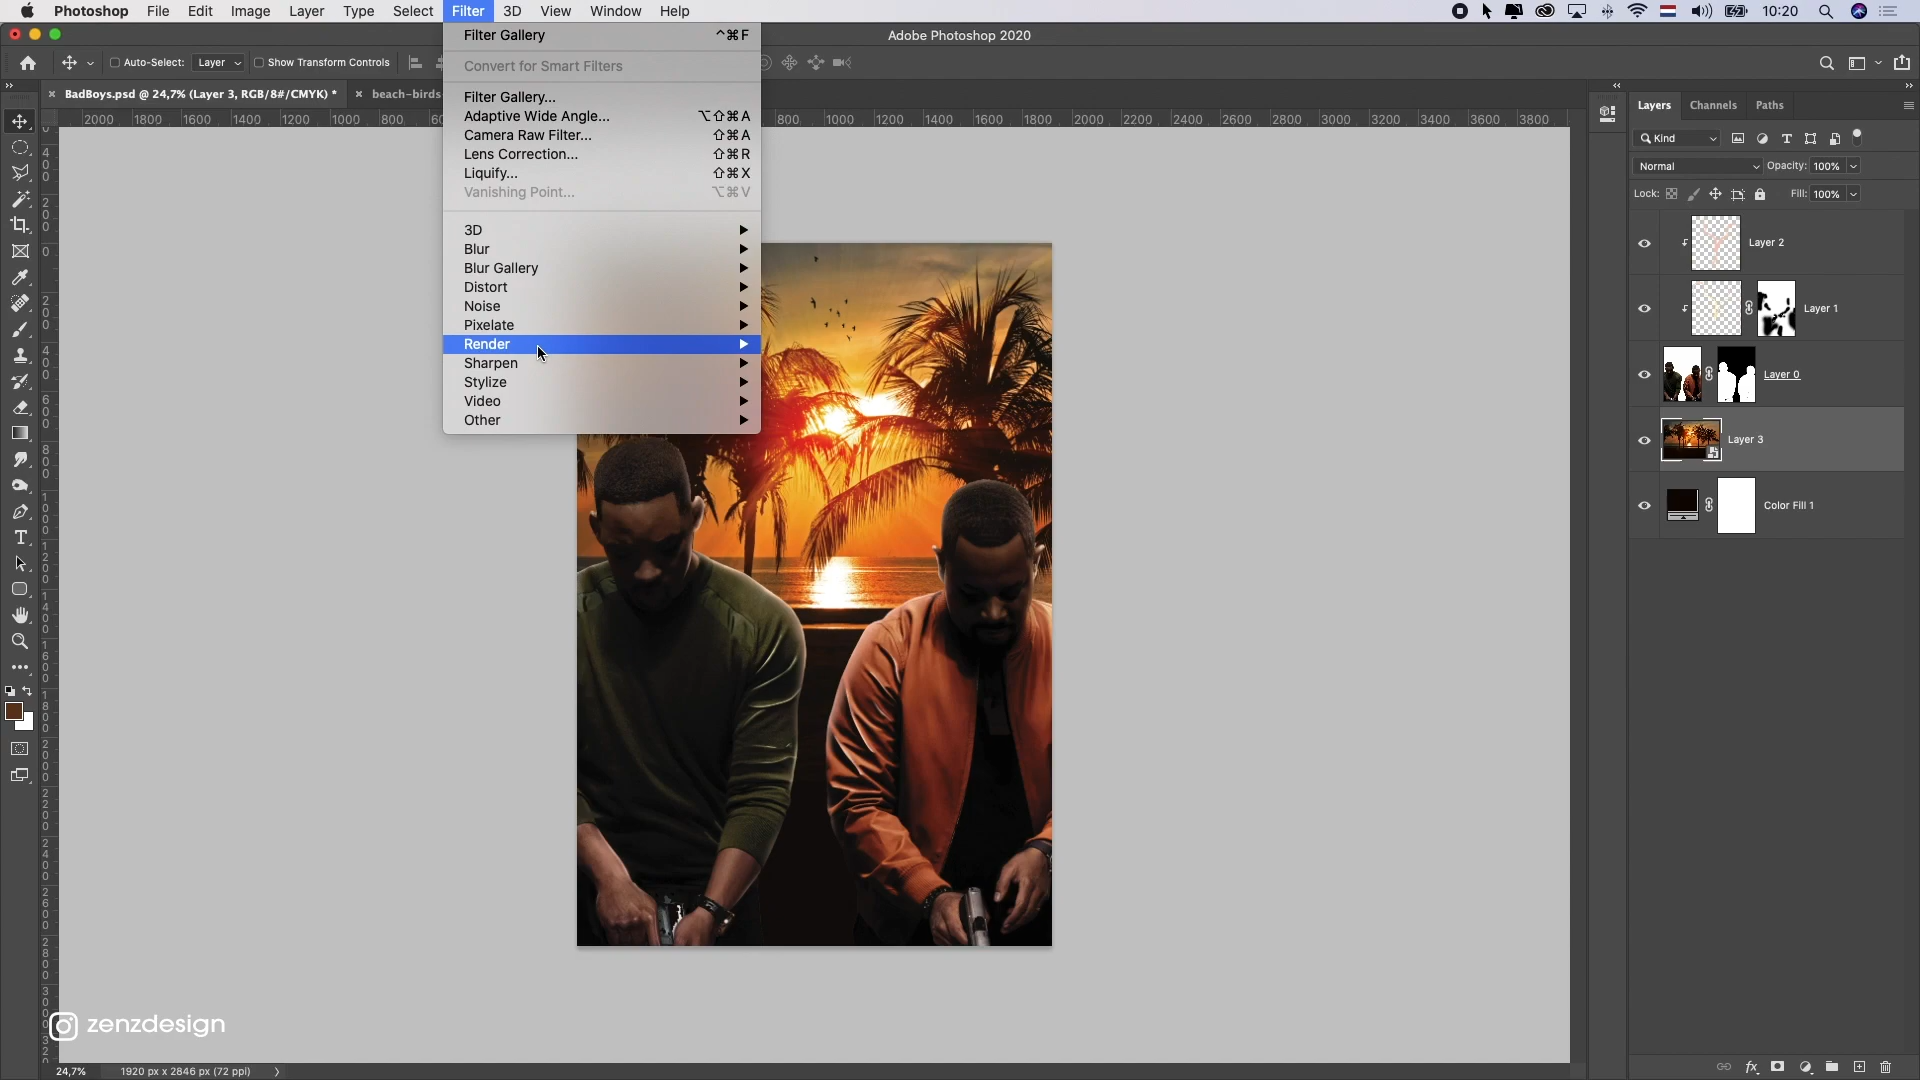 Photoshop File Edit Image Layer Type Select Filter 3D View Window Help 10:20
Adobe Photoshop 2020
Auto-Select: Layer Show Transform Controls
BadBoys.psd @ 24,7% (Layer 3, RGB/8#/CMYK) * beach-birds-
2000 1800 1600 1400 1200 1000 800 800 1000 1200 1400 1600 1800 2000 2200 2400 2600 2800 3000 3200 3400 3600 3800
Filter Gallery ^⌘F
Convert for Smart Filters
Filter Gallery...
Adaptive Wide Angle... ⌥⇧⌘A
Camera Raw Filter... ⇧⌘A
Lens Correction... ⇧⌘R
Liquify... ⇧⌘X
Vanishing Point... ⌥⌘V
3D
Blur
Blur Gallery
Distort
Noise
Pixelate
Render
Sharpen
Stylize
Video
Other
Layers Channels Paths
Kind
Normal Opacity: 100%
Lock: Fill: 100%
Layer 2
Layer 1
Layer 0
Layer 3
Color Fill 1
fx
zenzdesign
24,7% 1920 px x 2846 px (72 ppi)